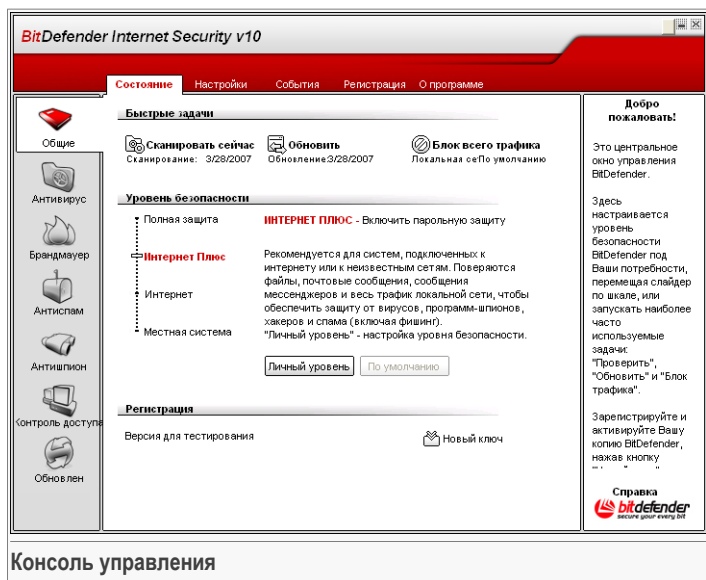 BitDefender Internet Security v10
Состояние Настройки События Регистрация О программе
Общие
Антивирус
Брандмауер
Антиспам
Антишпион
Контроль доступа
Обновлен
Быстрые задачи
Сканировать сейчас
Сканирование: 3/28/2007
Обновить
Обновление:3/28/2007
Блок всего трафика
Локальная сеПо умолчанию
Уровень безопасности
Полная защита
Интернет Плюс
Интернет
Местная система
ИНТЕРНЕТ ПЛЮС - Включить парольную защиту
Рекомендуется для систем, подключенных к
интернету или к неизвестным сетям. Поверяются
файлы, почтовые сообщения, сообщения
мессенджеров и весь трафик локальной сети, чтобы
обеспечить защиту от вирусов, программ-шпионов,
хакеров и спама (включая фишинг).
"Личный уровень" - настройка уровня безопасности.
Личный уровень По умолчанию
Регистрация
Версия для тестирования
Новый ключ
Добро
пожаловать!
Это центральное
окно управления
BitDefender.
Здесь
настраивается
уровень
безопасности
BitDefender под
Ваши потребности,
перемещая слайдер
по шкале, или
запускать наиболее
часто
используемые
задачи:
"Проверить",
"Обновить" и "Блок
трафика".
Зарегистрируйте и
активируйте Вашу
копию BitDefender,
нажав кнопку
Справка
bitdefender
secure your every bit
Консоль управления